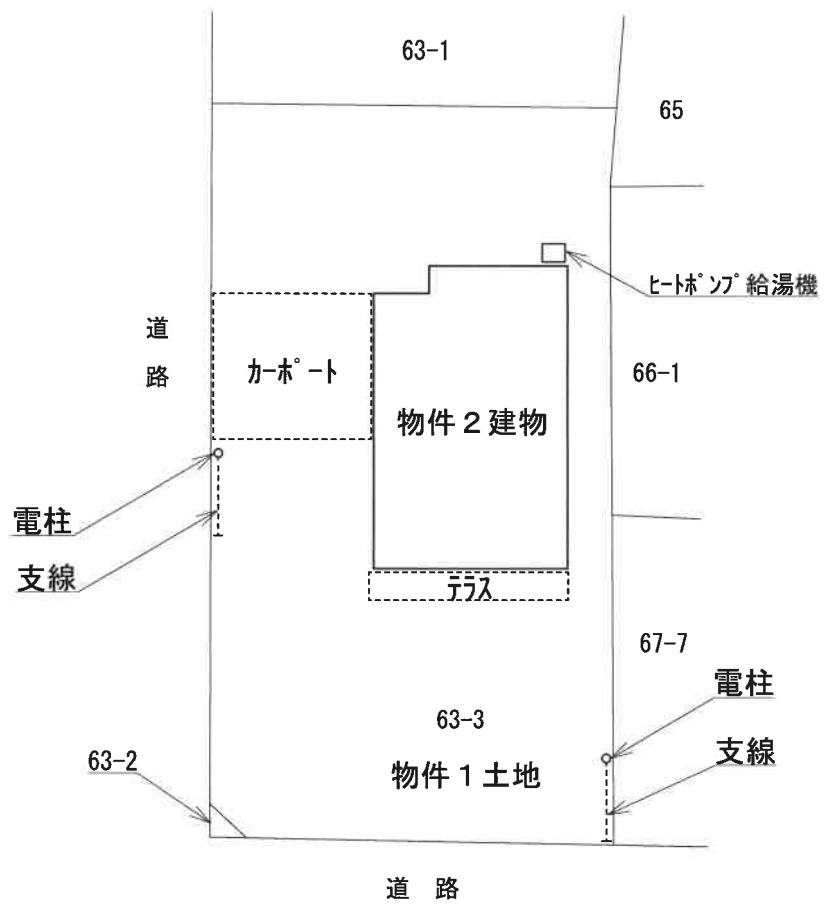 63-1
65
ﾋｰﾄﾎﾟﾝﾌﾟ給湯機
道
路
ｶｰﾎﾟｰﾄ
66-1
物件２建物
電柱
支線
ﾃﾗｽ
67-7
電柱
63-3
支線
63-2
物件１土地
道 路